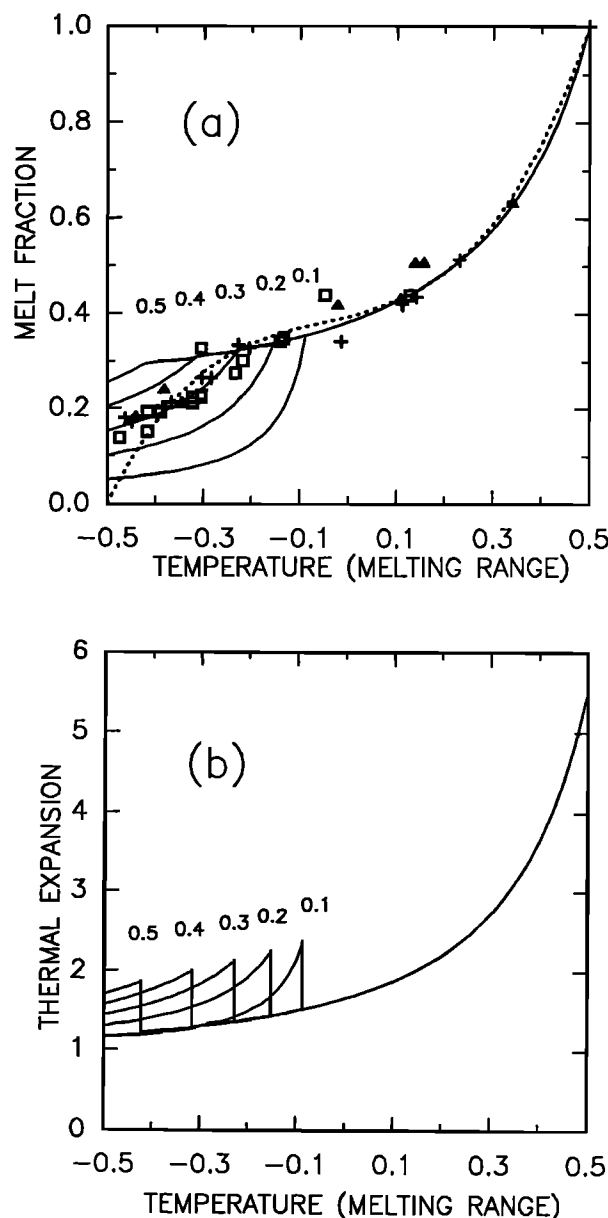 1.0
(a)
0.8
MELT FRACTION
0.6
0.5 0.4 0.3 0.2 0.1
0.4
0.2
0.0
−0.5 −0.3 −0.1 0.1 0.3 0.5
TEMPERATURE (MELTING RANGE)
6
5
(b)
4
THERMAL EXPANSION
3
0.5 0.4 0.3 0.2 0.1
2
1
0
−0.5 −0.3 −0.1 0.1 0.3 0.5
TEMPERATURE (MELTING RANGE)